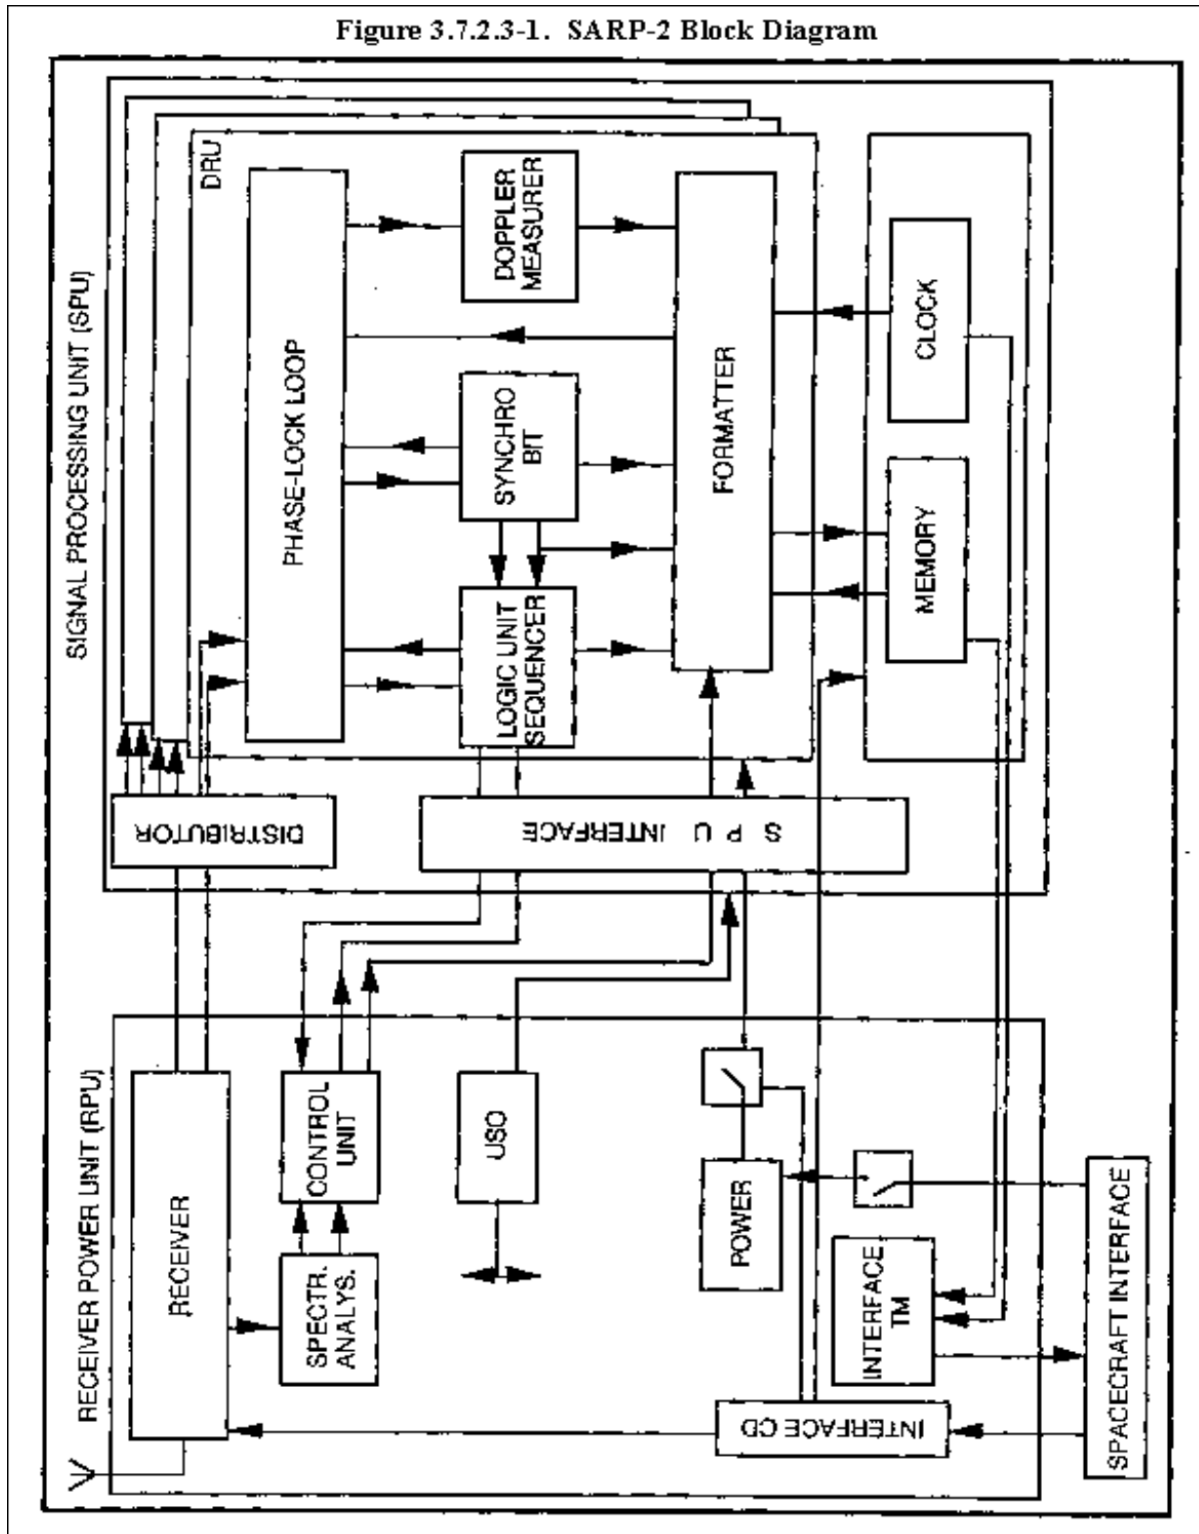 Figure 3.7.2.3-1. SARP-2 Block Diagram
SIGNAL PROCESSING UNIT (SPU)
DRU
PHASE-LOCK LOOP
DOPPLER
MEASURER
SYNCHRO
BIT
LOGIC UNIT
SEQUENCER
FORMATTER
CLOCK
MEMORY
DISTRIBUTOR
S P U INTERFACE
RECEIVER POWER UNIT (RPU)
RECEIVER
CONTROL
UNIT
SPECTR.
ANALYS.
USO
POWER
INTERFACE
TM
INTERFACE CD
SPACECRAFT INTERFACE